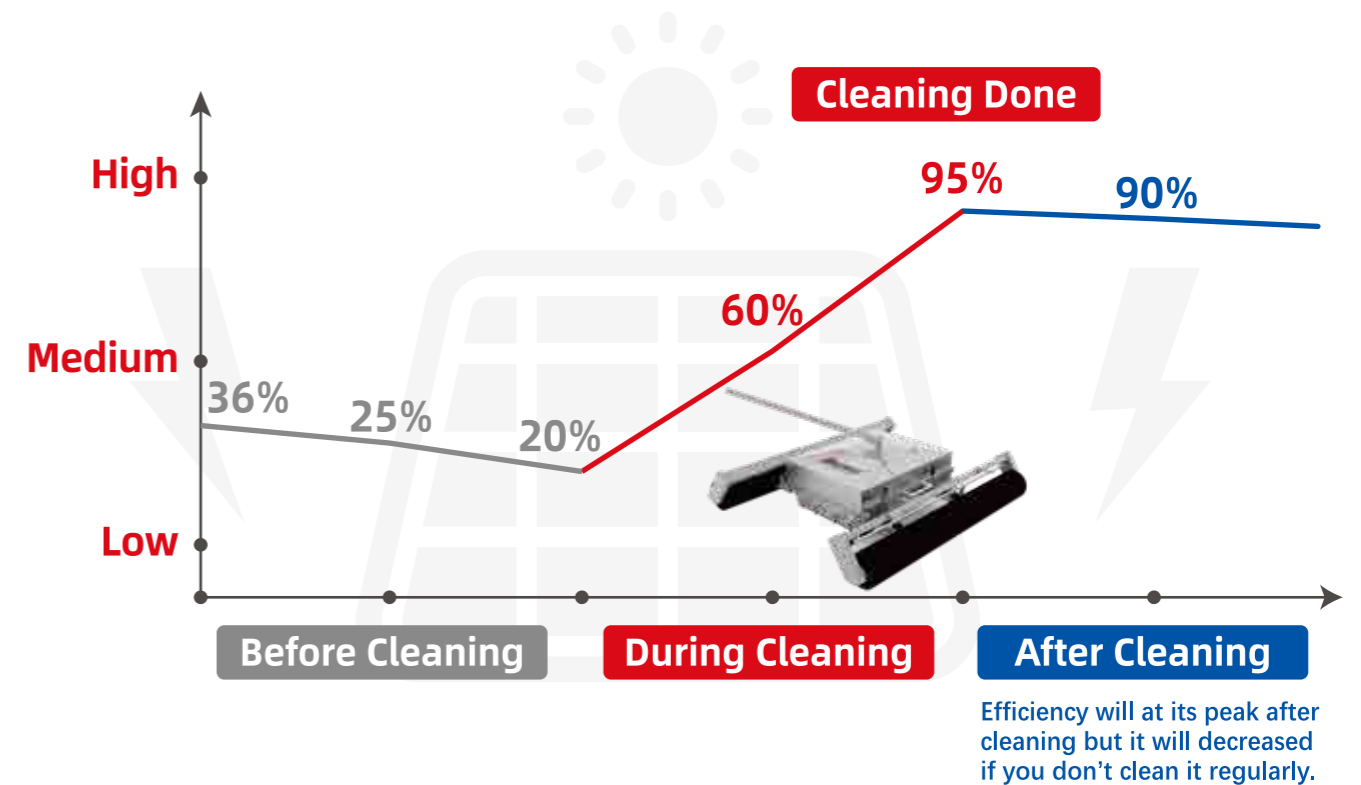 Cleaning Done
High
95%
90%
60%
Medium
36%
25%
20%
Low
Before Cleaning
During Cleaning
After Cleaning
Efficiency will at its peak after
cleaning but it will decreased
if you don't clean it regularly.